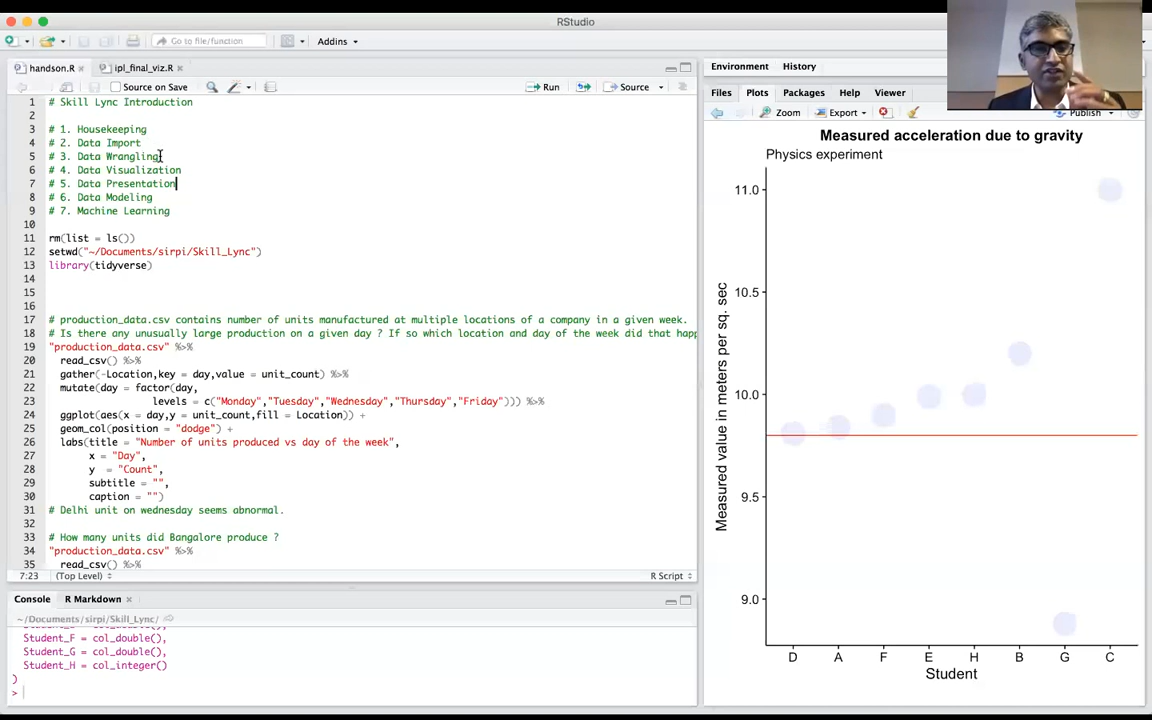 RStudio
Go to file/function
Addins
handson.R
ipl_final_viz.R
Source on Save
Run
Source
1 # Skill Lync Introduction
2
3 # 1. Housekeeping
4 # 2. Data Import
5 # 3. Data Wrangling
6 # 4. Data Visualization
7 # 5. Data Presentation
8 # 6. Data Modeling
9 # 7. Machine Learning
10
11 rm(list = ls())
12 setwd("~/Documents/sirpi/Skill_Lync")
13 library(tidyverse)
14
15
16
17 # production_data.csv contains number of units manufactured at multiple locations of a company in a given week.
18 # Is there any unusually large production on a given day ? If so which location and day of the week did that happ
19 "production_data.csv" %>%
20 read_csv() %>%
21 gather(-Location,key = day,value = unit_count) %>%
22 mutate(day = factor(day,
23 levels = c("Monday","Tuesday","Wednesday","Thursday","Friday"))) %>%
24 ggplot(aes(x = day,y = unit_count,fill = Location)) +
25 geom_col(position = "dodge") +
26 labs(title = "Number of units produced vs day of the week",
27 x = "Day",
28 y = "Count",
29 subtitle = "",
30 caption = "")
31 # Delhi unit on wednesday seems abnormal.
32
33 # How many units did Bangalore produce ?
34 "production_data.csv" %>%
35 read_csv() %>%
7:23 (Top Level) R Script
Console R Markdown
~/Documents/sirpi/Skill_Lync/
Student_F = col_double(),
Student_G = col_double(),
Student_H = col_integer()
)
>
Environment History
Files Plots Packages Help Viewer
Zoom Export Publish
Measured acceleration due to gravity
Physics experiment
Measured value in meters per sq. sec
11.0
10.5
10.0
9.5
9.0
D A F E H B G C
Student